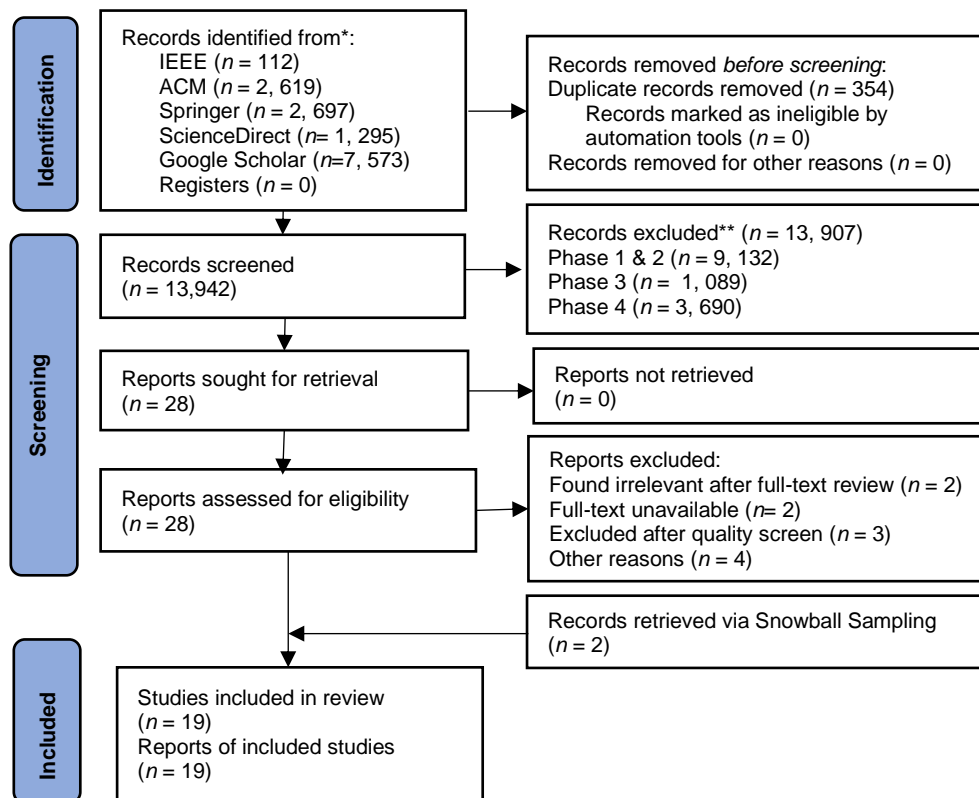 Identification
Records identified from*:
IEEE (n = 112)
ACM (n = 2, 619)
Springer (n = 2, 697)
ScienceDirect (n= 1, 295)
Google Scholar (n=7, 573)
Registers (n = 0)
Records removed before screening:
Duplicate records removed (n = 354)
Records marked as ineligible by
automation tools (n = 0)
Records removed for other reasons (n = 0)
Screening
Records screened
(n = 13,942)
Records excluded** (n = 13, 907)
Phase 1 & 2 (n = 9, 132)
Phase 3 (n =  1, 089)
Phase 4 (n = 3, 690)
Reports sought for retrieval
(n = 28)
Reports not retrieved
(n = 0)
Reports assessed for eligibility
(n = 28)
Reports excluded:
Found irrelevant after full-text review (n = 2)
Full-text unavailable (n= 2)
Excluded after quality screen (n = 3)
Other reasons (n = 4)
Records retrieved via Snowball Sampling
(n = 2)
Included
Studies included in review
(n = 19)
Reports of included studies
(n = 19)